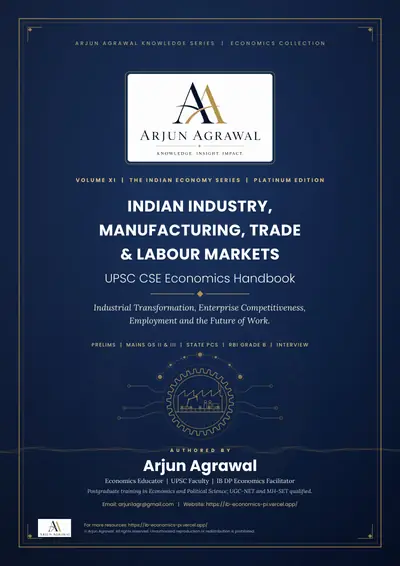 ARJUN AGRAWAL KNOWLEDGE SERIES | ECONOMICS COLLECTION
AA
ARJUN AGRAWAL
KNOWLEDGE. INSIGHT. IMPACT.
VOLUME XI | THE INDIAN ECONOMY SERIES | PLATINUM EDITION
INDIAN INDUSTRY,
MANUFACTURING, TRADE
& LABOUR MARKETS
UPSC CSE Economics Handbook
Industrial Transformation, Enterprise Competitiveness,
Employment and the Future of Work.
PRELIMS | MAINS GS II & III | STATE PCS | RBI GRADE B | INTERVIEW
AUTHORED BY
Arjun Agrawal
Economics Educator | UPSC Faculty | IB DP Economics Facilitator
Postgraduate training in Economics and Political Science; UGC-NET and MH-SET qualified.
Email: arjunlagr@gmail.com | Website: https://ib-economics-pi.vercel.app/
ARJUN AGRAWAL
For more resources: https://ib-economics-pi.vercel.app/
© Arjun Agrawal. All rights reserved. Unauthorised reproduction or redistribution is prohibited.